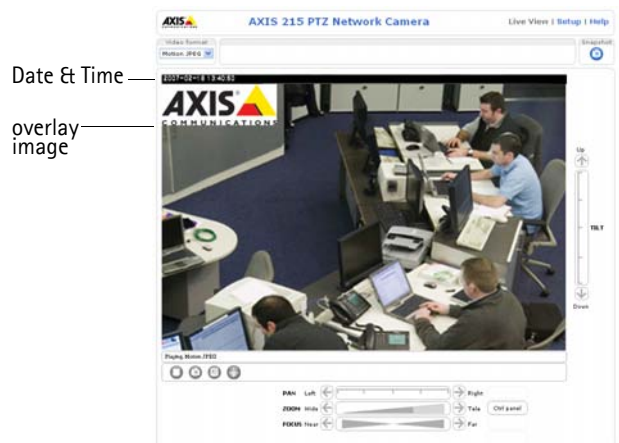 AXIS
COMMUNICATIONS
AXIS 215 PTZ Network Camera
Live View | Setup | Help
Video format
Motion JPEG
Snapshot
Date & Time
2007-02-16 13:40:50
AXIS
COMMUNICATIONS
overlay
image
Up
TILT
Down
Playing Motion JPEG
PAN Left Right
ZOOM Wide Tele Ctrl panel
FOCUS Near Far